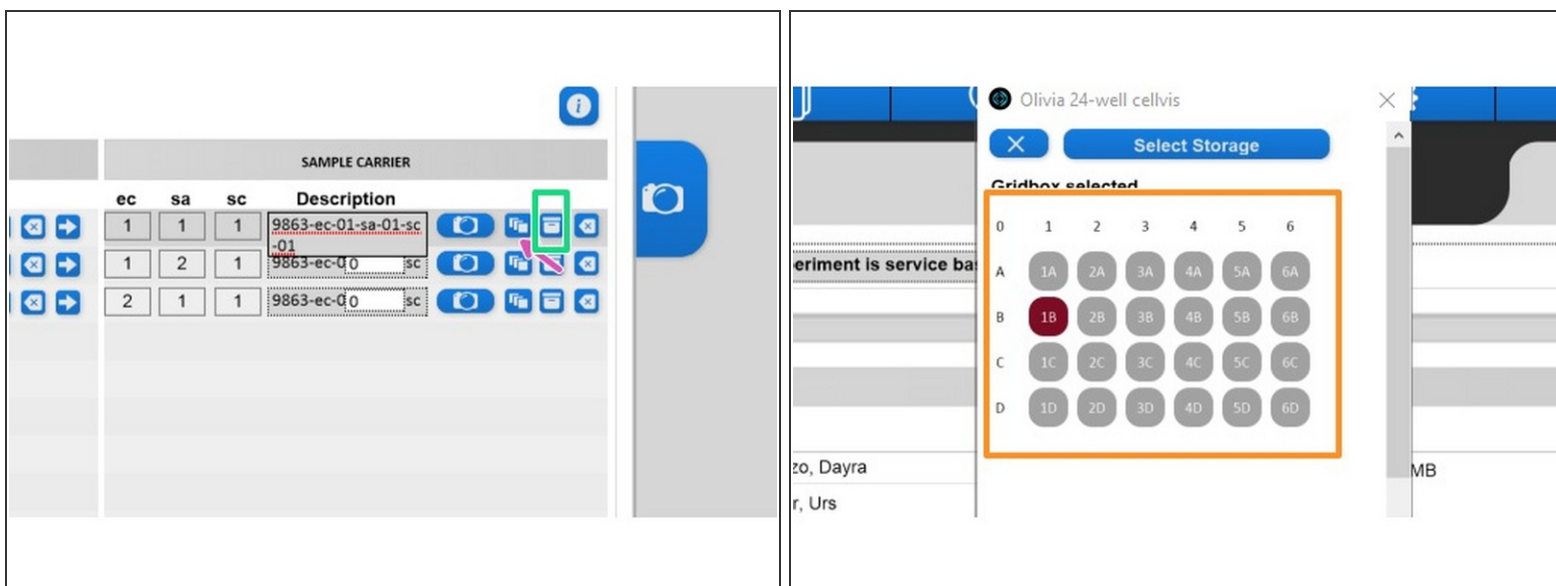 SAMPLE CARRIER
ec sa sc Description
1 1 1 9863-ec-01-sa-01-sc
-01
1 2 1 9863-ec-0 0 sc
2 1 1 9863-ec-0 0 sc
Olivia 24-well cellvis
Select Storage
Gridbox selected
0 1 2 3 4 5 6
A 1A 2A 3A 4A 5A 6A
eriment is service ba
B 1B 2B 3B 4B 5B 6B
C 1C 2C 3C 4C 5C 6C
D 1D 2D 3D 4D 5D 6D
zo, Dayra
MB
r, Urs